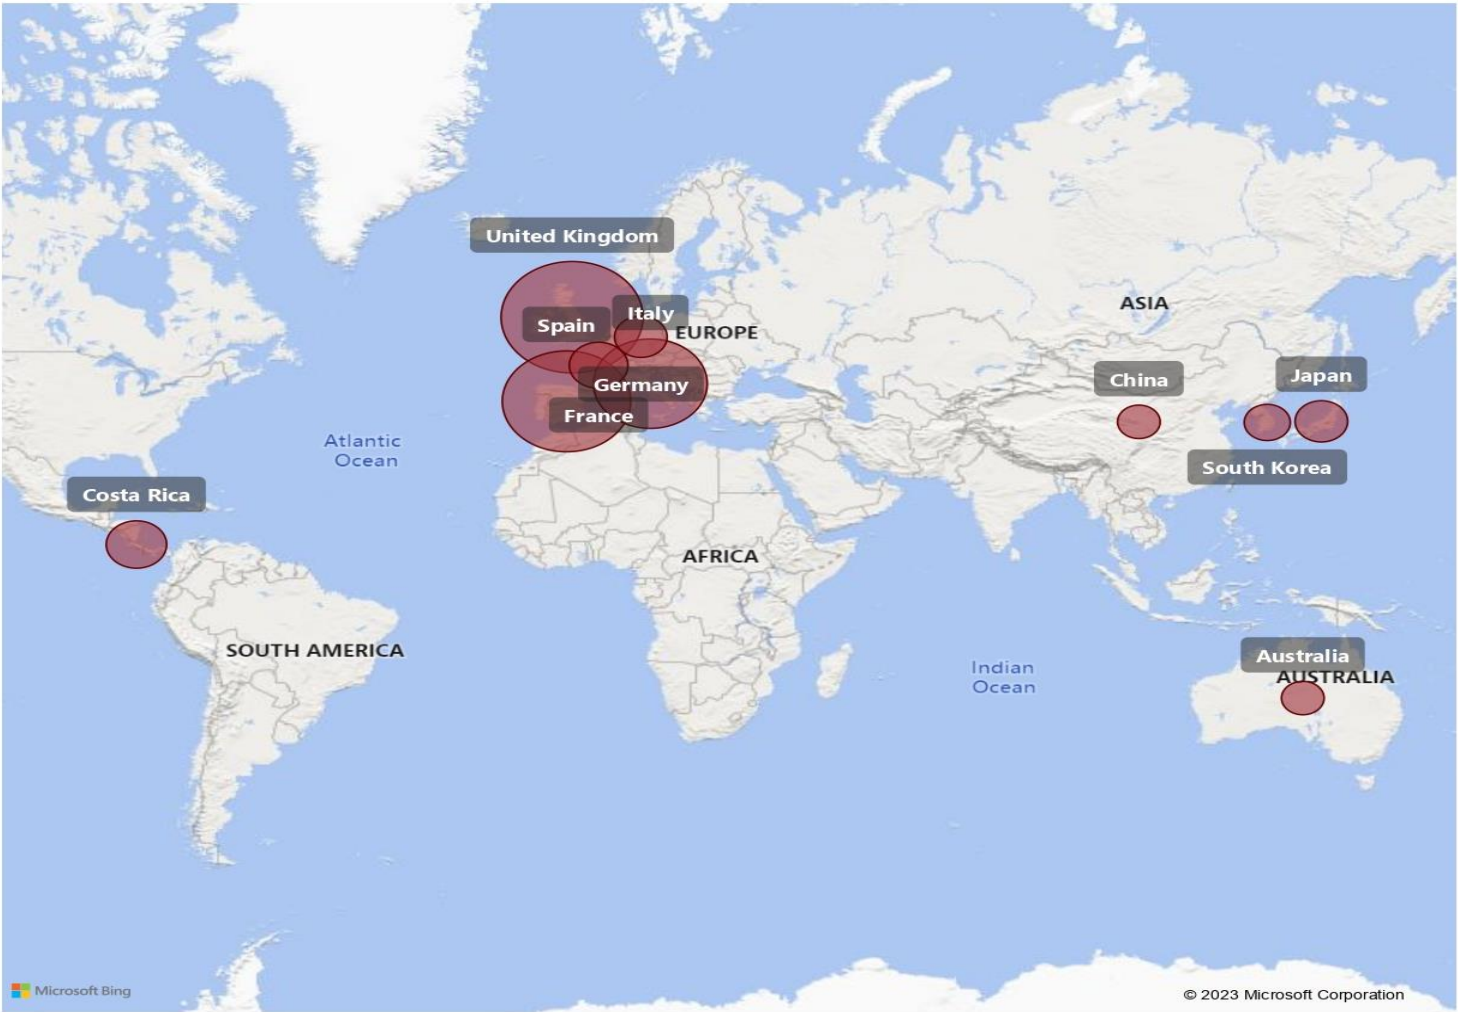 United Kingdom
Italy
Spain
EUROPE
ASIA
Germany
France
China
Japan
South Korea
Atlantic
Ocean
Costa Rica
AFRICA
SOUTH AMERICA
Indian
Ocean
Australia
AUSTRALIA
Microsoft Bing
© 2023 Microsoft Corporation